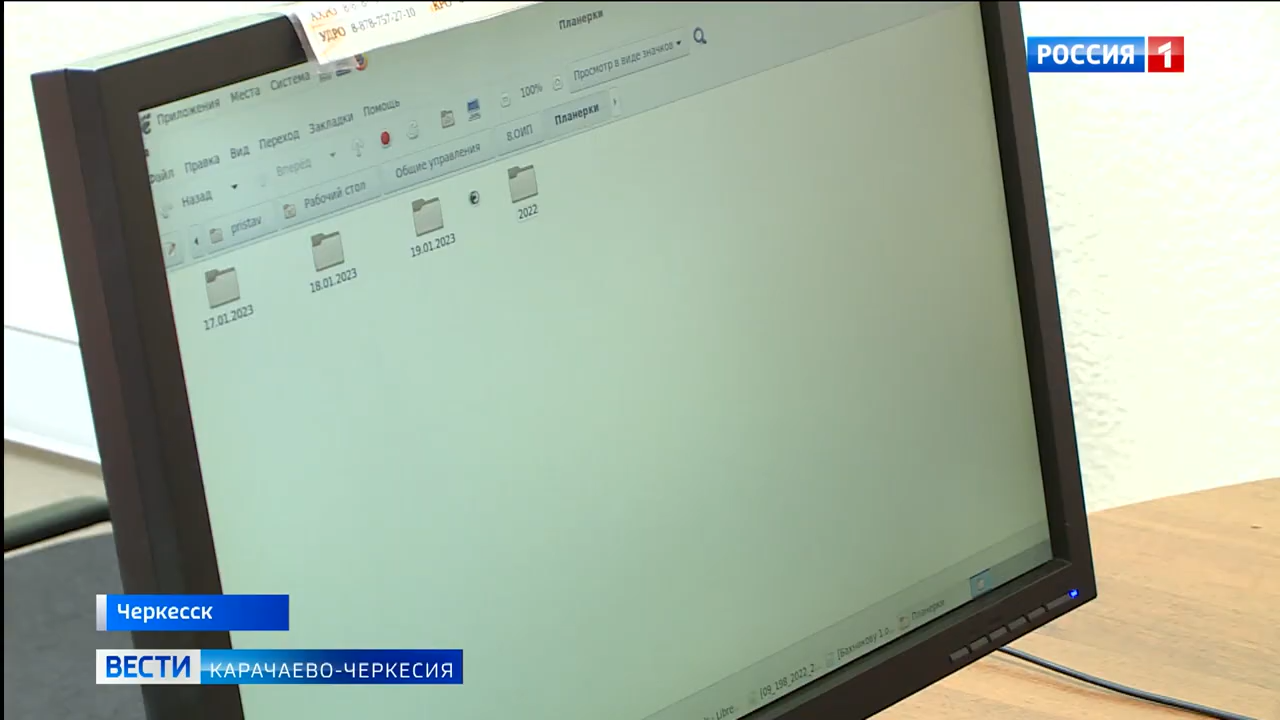 УДРО 8-878-757-27-10
Планерки
РОССИЯ 1
Приложения Места Система
Файл Правка Вид Переход Закладки Помощь
Назад Вперёд 100% Просмотр в виде значков
pristav Рабочий стол Общие управления В.ОИП Планерки
17.01.2023 18.01.2023 19.01.2023 2022
Черкесск
ВЕСТИ КАРАЧАЕВО-ЧЕРКЕСИЯ
Планерки